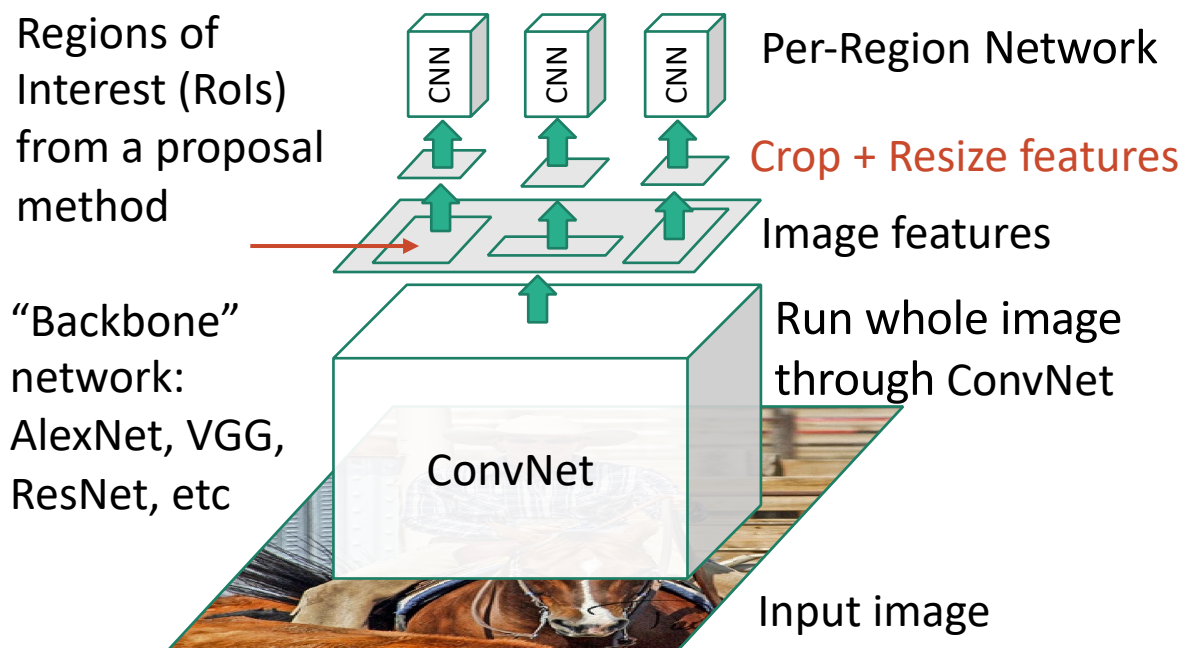 Regions of
Interest (RoIs)
from a proposal
method
CNN
CNN
CNN
Per-Region Network
Crop + Resize features
Image features
“Backbone”
network:
AlexNet, VGG,
ResNet, etc
ConvNet
Run whole image
through ConvNet
Input image